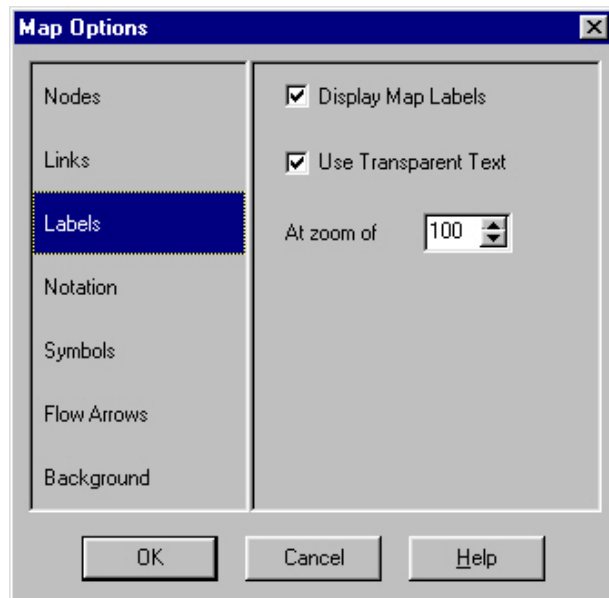 Map Options
Nodes
Links
Labels
Notation
Symbols
Flow Arrows
Background
Display Map Labels
Use Transparent Text
At zoom of 100
OK Cancel Help